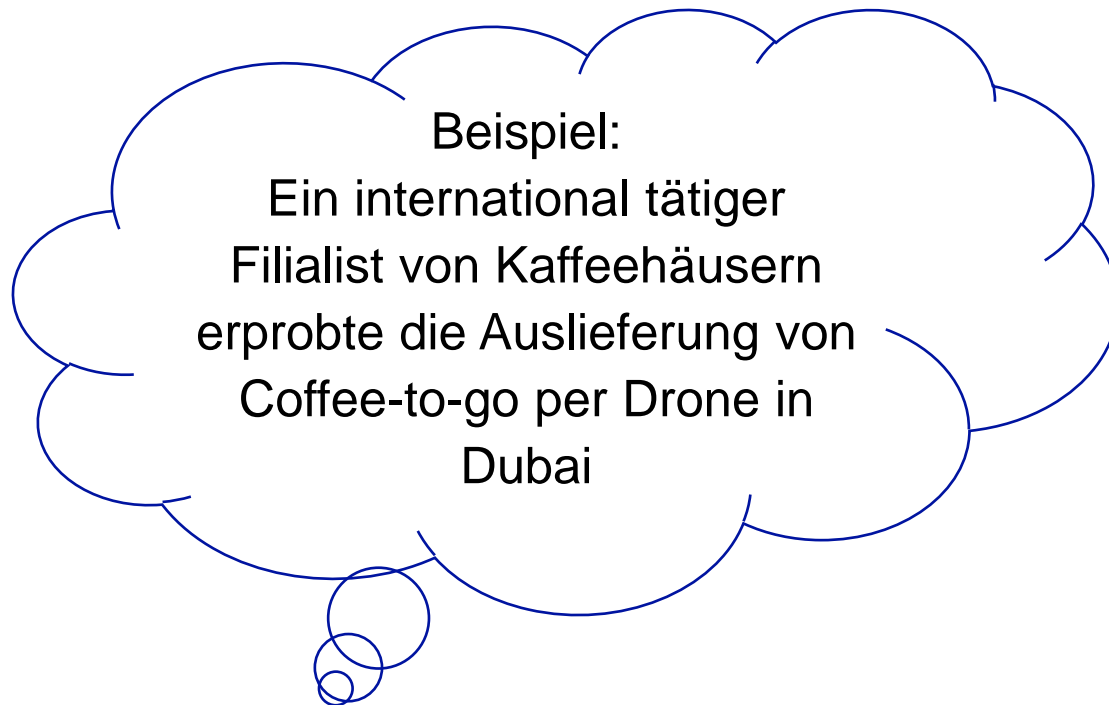 Beispiel:
Ein international tätiger
Filialist von Kaffeehäusern
erprobte die Auslieferung von
Coffee-to-go per Drone in
Dubai